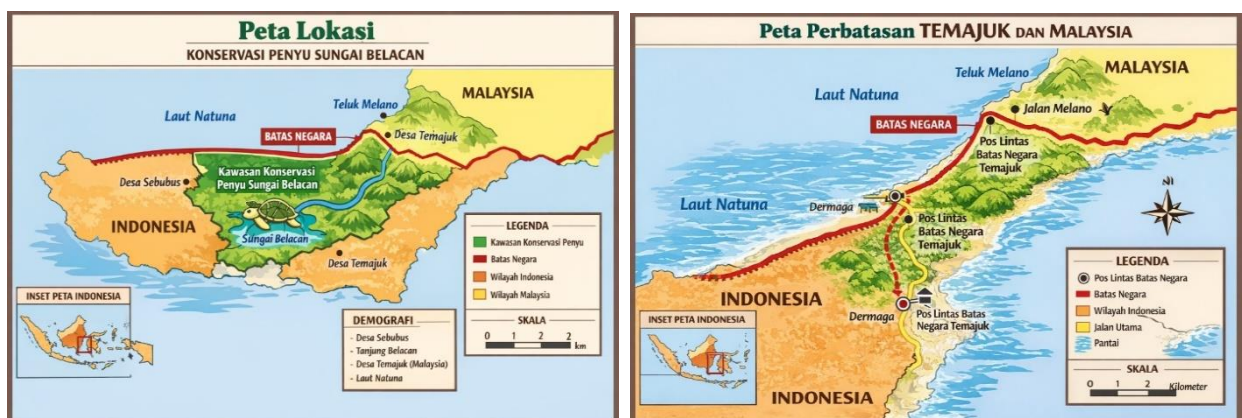 Peta Lokasi
KONSERVASI PENYU SUNGAI BELACAN
MALAYSIA
Teluk Melano
Laut Natuna
BATAS NEGARA
Desa Temajuk
Desa Sebubus
Kawasan Konservasi
Penyu Sungai Belacan
INDONESIA
Sungai Belacan
Desa Temajuk
LEGENDA
Kawasan Konservasi Penyu
Batas Negara
Wilayah Indonesia
Wilayah Malaysia
SKALA
0 1 2 2
km
INSET PETA INDONESIA
DEMOGRAFI
- Desa Sebubus
- Tanjung Belacan
- Desa Temajuk (Malaysia)
- Laut Natuna
Peta Perbatasan TEMAJUK DAN MALAYSIA
Teluk Melano
MALAYSIA
Laut Natuna
Jalan Melano
BATAS NEGARA
Pos Lintas
Batas Negara
Temajuk
Laut Natuna
Dermaga
Pos Lintas
Batas Negara
Temajuk
INDONESIA
Dermaga
Pos Lintas Batas
Negara Temajuk
INSET PETA INDONESIA
INDONESIA
LEGENDA
Pos Lintas Batas Negara
Batas Negara
Wilayah Indonesia
Jalan Utama
Pantai
SKALA
0 1 2
Kilometer